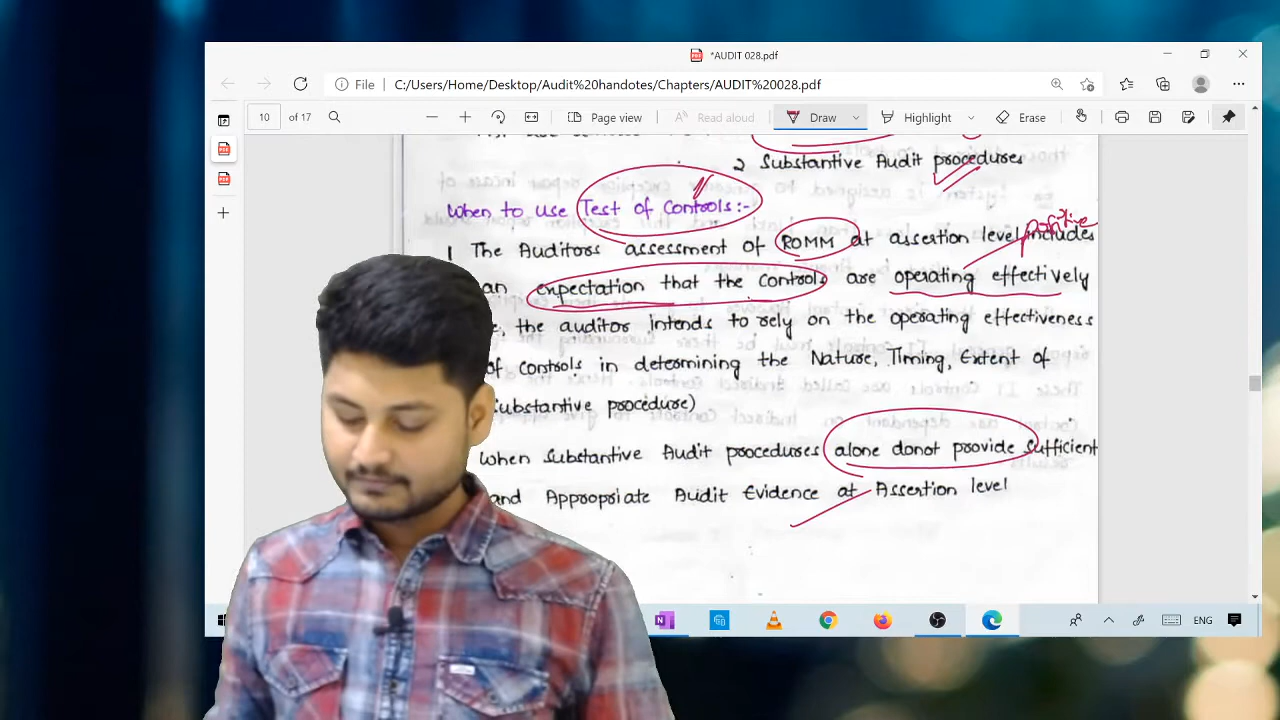 *AUDIT 028.pdf
File C:/Users/Home/Desktop/Audit%20handotes/Chapters/AUDIT%20028.pdf
10 of 17 Page view Read aloud Draw Highlight Erase
2 Substantive Audit procedures
When to use Test of Controls :-
1 The Auditors assessment of ROMM at assertion level includes
positive
an expectation that the controls are operating effectively
the auditor intends to rely on the operating effectiveness
of controls in determining the Nature, Timing, Extent of
Substantive procedure)
When Substantive Audit procedures alone donot provide Sufficient
and Appropriate Audit Evidence at Assertion level
ENG